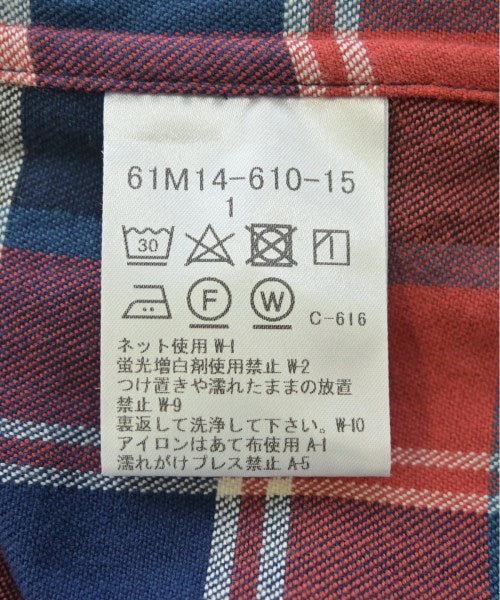 61M14-610-15
1
30
F W C-616
ネット使用 W-1
蛍光増白剤使用禁止 W-2
つけ置きや濡れたままの放置
禁止 W-9
裏返して洗浄して下さい。W-10
アイロンはあて布使用 A-1
濡れがけプレス禁止 A-5